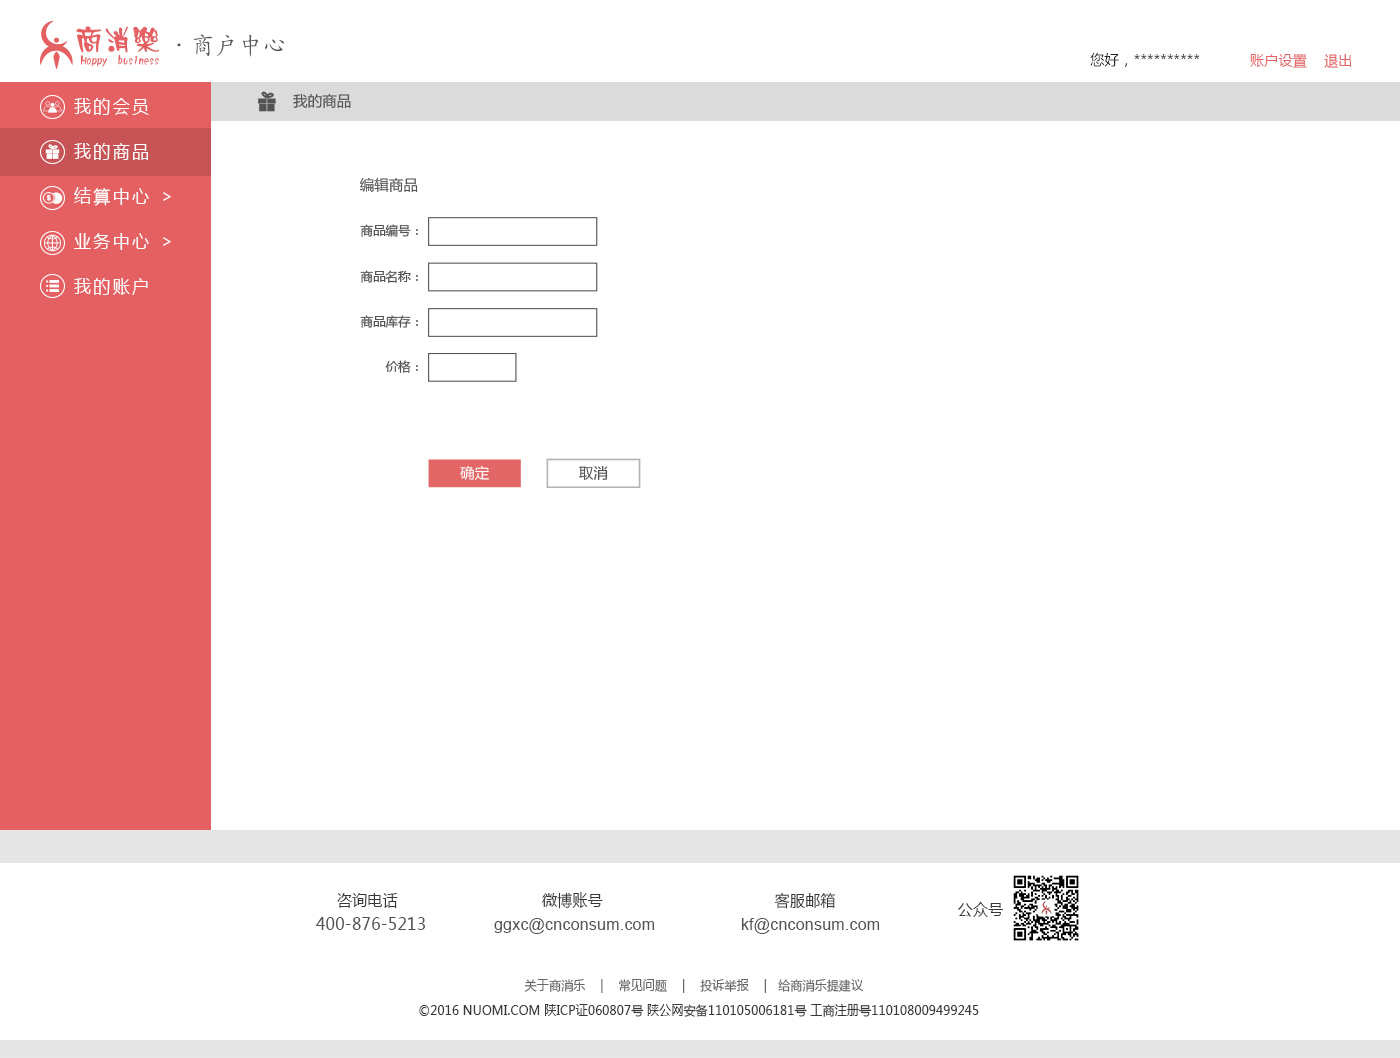 商消樂 · 商户中心
Happy business
您好，********** 账户设置 退出
我的会员
我的商品
结算中心 >
业务中心 >
我的账户
我的商品
编辑商品
商品编号：
商品名称：
商品库存：
价格：
确定 取消
咨询电话
400-876-5213
微博账号
ggxc@cnconsum.com
客服邮箱
kf@cnconsum.com
公众号
关于商消乐 | 常见问题 | 投诉举报 | 给商消乐提建议
©2016 NUOMI.COM 陕ICP证060807号 陕公网安备110105006181号 工商注册号110108009499245